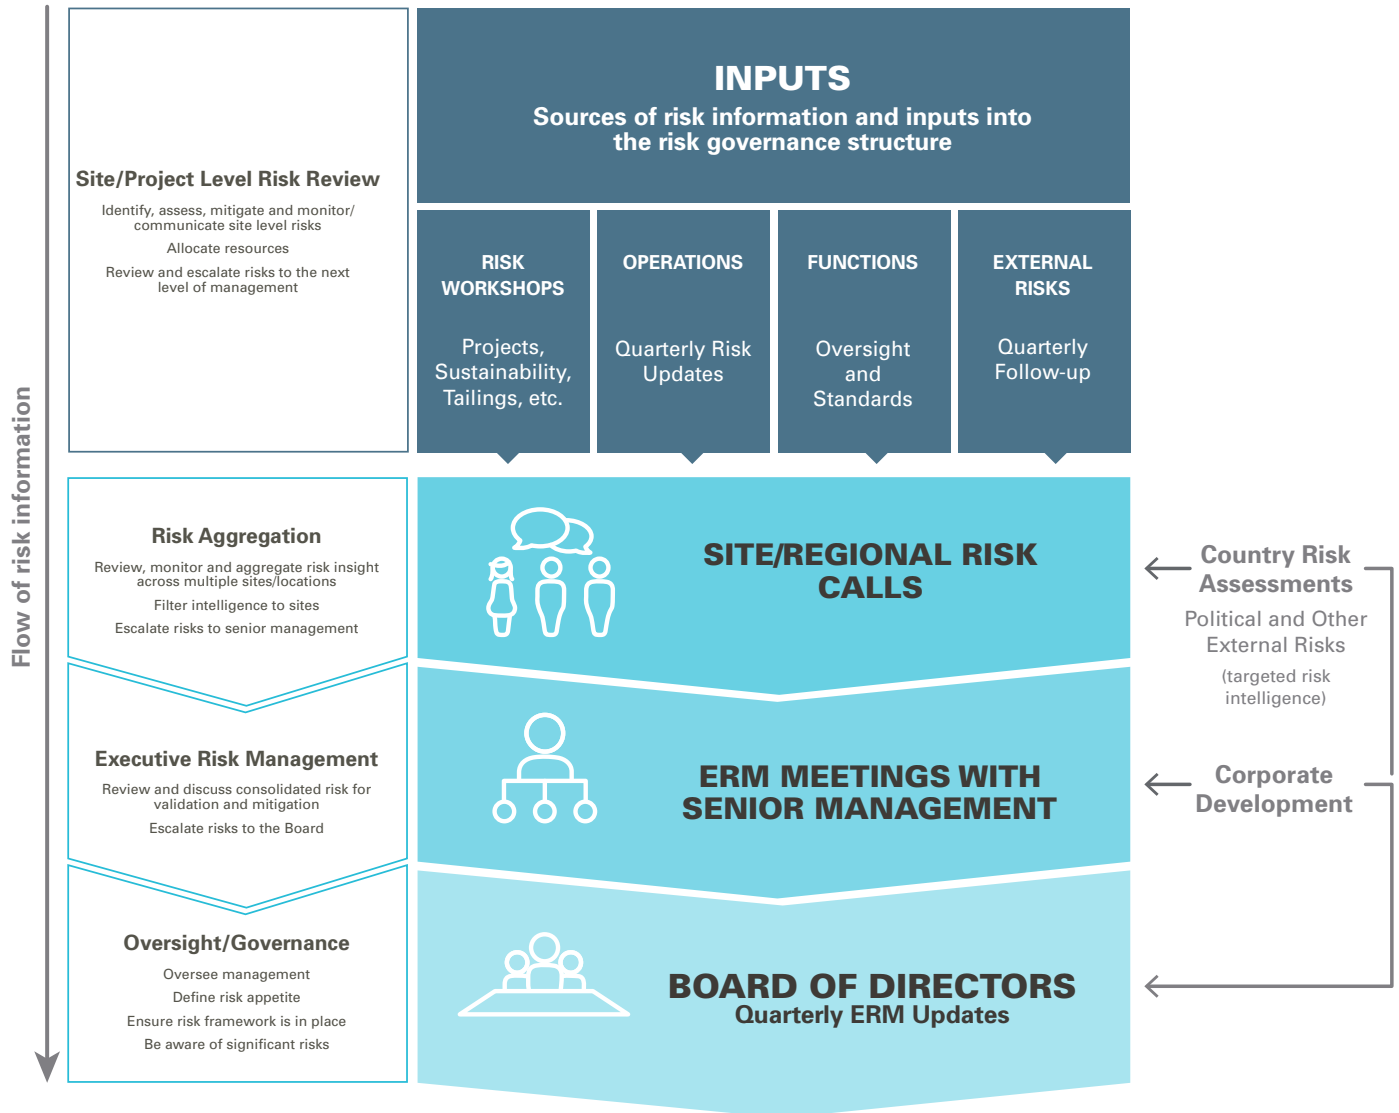 Flow of risk information
Site/Project Level Risk Review
Identify, assess, mitigate and monitor/
communicate site level risks
Allocate resources
Review and escalate risks to the next
level of management
INPUTS
Sources of risk information and inputs into
the risk governance structure
RISK
WORKSHOPS
Projects,
Sustainability,
Tailings, etc.
OPERATIONS
Quarterly Risk
Updates
FUNCTIONS
Oversight
and
Standards
EXTERNAL
RISKS
Quarterly
Follow-up
Risk Aggregation
Review, monitor and aggregate risk insight
across multiple sites/locations
Filter intelligence to sites
Escalate risks to senior management
SITE/REGIONAL RISK
CALLS
Country Risk
Assessments
Political and Other
External Risks
(targeted risk
intelligence)
Executive Risk Management
Review and discuss consolidated risk for
validation and mitigation
Escalate risks to the Board
ERM MEETINGS WITH
SENIOR MANAGEMENT
Corporate
Development
Oversight/Governance
Oversee management
Define risk appetite
Ensure risk framework is in place
Be aware of significant risks
BOARD OF DIRECTORS
Quarterly ERM Updates